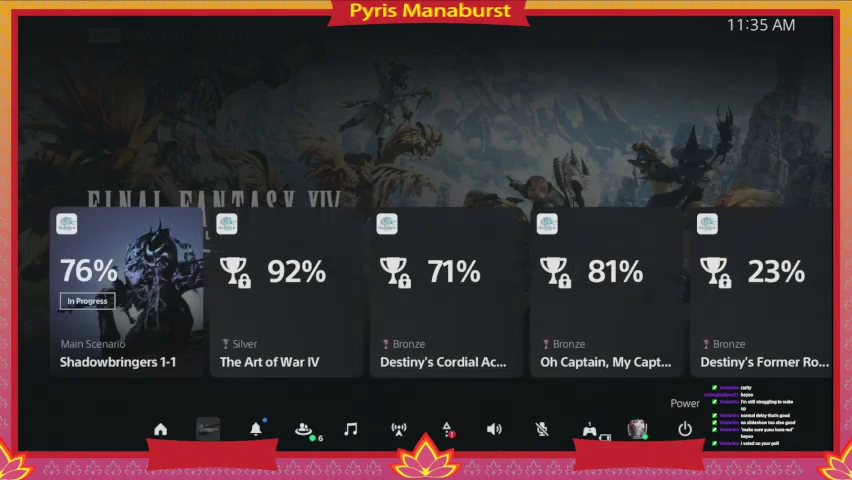 Pyris Manaburst
11:35 AM
FINAL FANTASY XIV
76%
In Progress
Main Scenario
Shadowbringers 1-1
92%
Silver
The Art of War IV
71%
Bronze
Destiny's Cordial Ac...
81%
Bronze
Oh Captain, My Capt...
23%
Bronze
Destiny's Former Ro...
Power
6
heyoo
I'm still struggling to wake
up
normal delay that's good
no slideshow too also good
heyoo
i voted on your poll